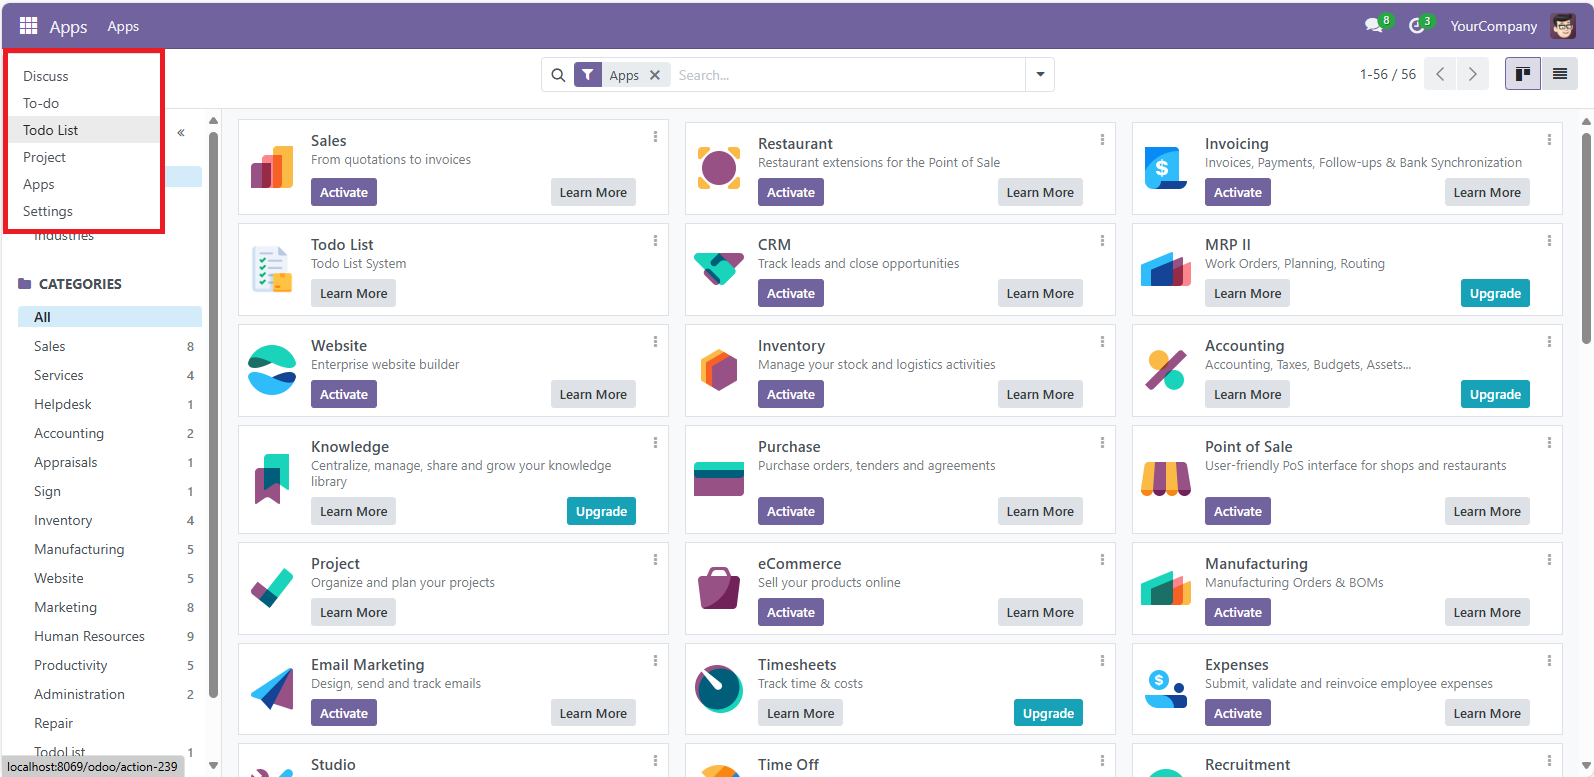 Apps Apps 8 3 YourCompany
Discuss
To-do
Todo List
Project
Apps
Settings
Industries
Apps Search... 1-56 / 56
CATEGORIES
All
Sales 8
Services 4
Helpdesk 1
Accounting 2
Appraisals 1
Sign 1
Inventory 4
Manufacturing 5
Website 5
Marketing 8
Human Resources 9
Productivity 5
Administration 2
Repair
TodoList 1
localhost:8069/odoo/action-239
Sales
From quotations to invoices
Activate Learn More
Restaurant
Restaurant extensions for the Point of Sale
Activate Learn More
Invoicing
Invoices, Payments, Follow-ups & Bank Synchronization
Activate Learn More
Todo List
Todo List System
Learn More
CRM
Track leads and close opportunities
Activate Learn More
MRP II
Work Orders, Planning, Routing
Learn More Upgrade
Website
Enterprise website builder
Activate Learn More
Inventory
Manage your stock and logistics activities
Activate Learn More
Accounting
Accounting, Taxes, Budgets, Assets...
Learn More Upgrade
Knowledge
Centralize, manage, share and grow your knowledge
library
Learn More Upgrade
Purchase
Purchase orders, tenders and agreements
Activate Learn More
Point of Sale
User-friendly PoS interface for shops and restaurants
Activate Learn More
Project
Organize and plan your projects
Learn More
eCommerce
Sell your products online
Activate Learn More
Manufacturing
Manufacturing Orders & BOMs
Activate Learn More
Email Marketing
Design, send and track emails
Activate Learn More
Timesheets
Track time & costs
Learn More Upgrade
Expenses
Submit, validate and reinvoice employee expenses
Activate Learn More
Studio
Time Off
Recruitment